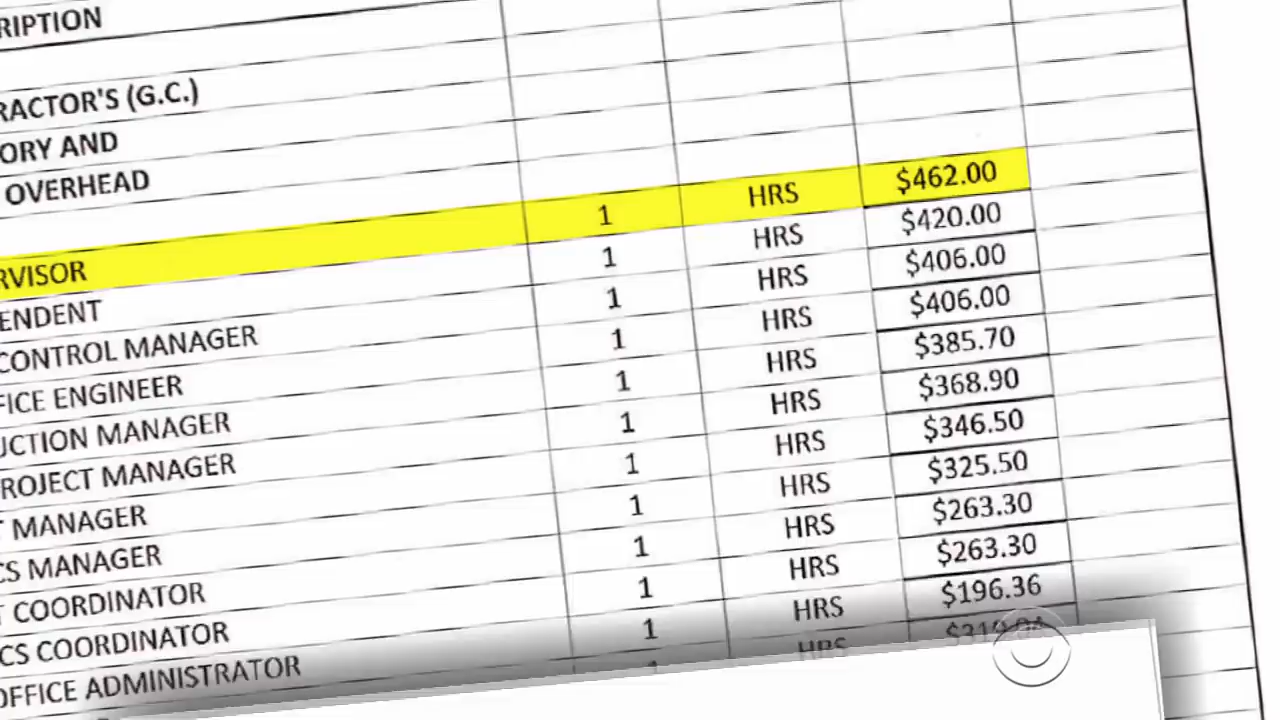 RIPTION
RACTOR'S (G.C.)
ORY AND
OVERHEAD
RVISOR 1 HRS $462.00
ENDENT 1 HRS $420.00
CONTROL MANAGER 1 HRS $406.00
FICE ENGINEER 1 HRS $406.00
UCTION MANAGER 1 HRS $385.70
ROJECT MANAGER 1 HRS $368.90
T MANAGER 1 HRS $346.50
CS MANAGER 1 HRS $325.50
T COORDINATOR 1 HRS $263.30
CS COORDINATOR 1 HRS $263.30
OFFICE ADMINISTRATOR 1 HRS $196.36
1 HRS